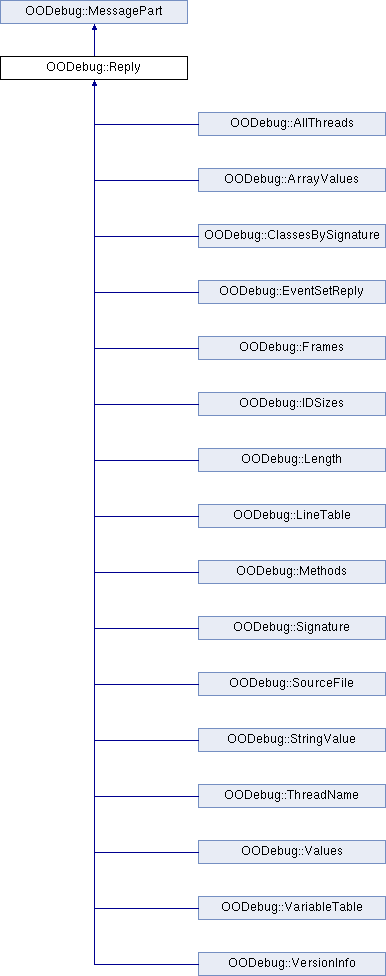 OODebug::MessagePart
OODebug::Reply
OODebug::AllThreads
OODebug::ArrayValues
OODebug::ClassesBySignature
OODebug::EventSetReply
OODebug::Frames
OODebug::IDSizes
OODebug::Length
OODebug::LineTable
OODebug::Methods
OODebug::Signature
OODebug::SourceFile
OODebug::StringValue
OODebug::ThreadName
OODebug::Values
OODebug::VariableTable
OODebug::VersionInfo